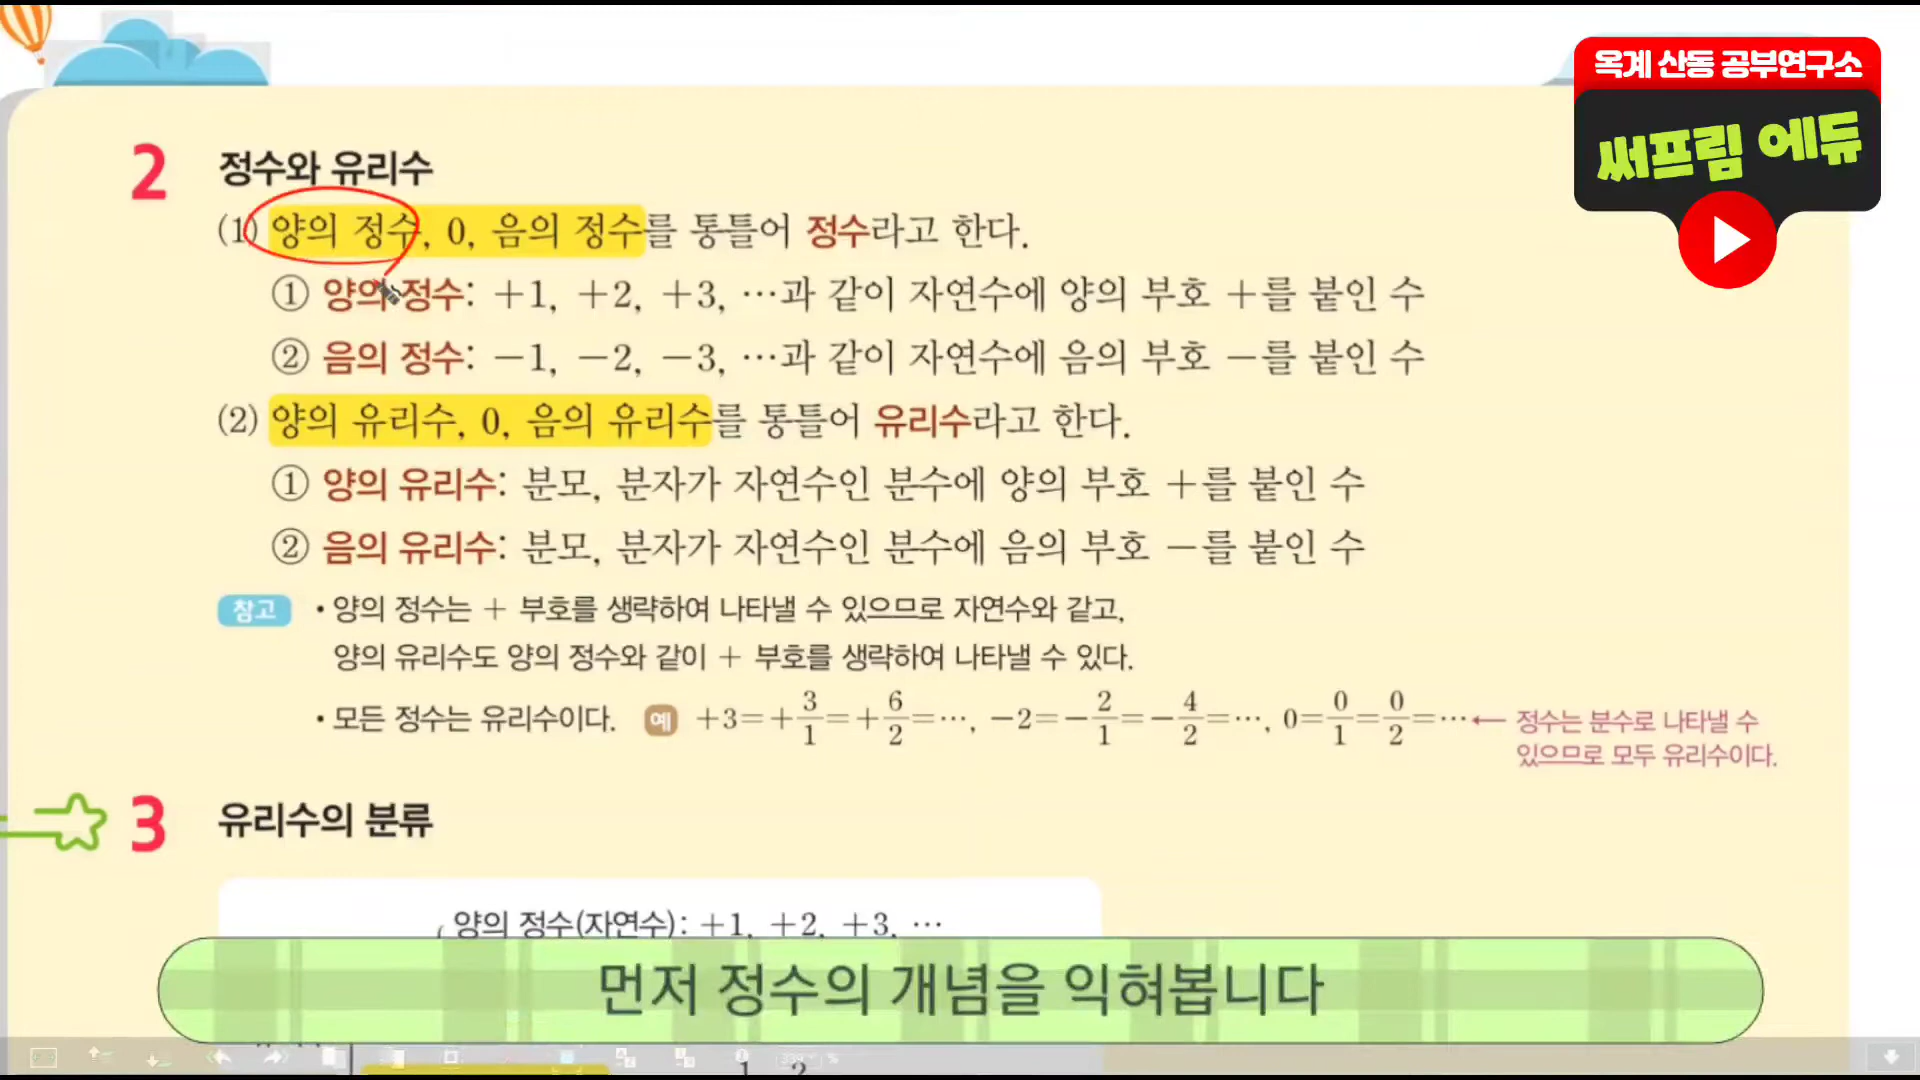 옥계 산동 공부연구소
써프림 에듀
2 정수와 유리수
(1) 양의 정수, 0, 음의 정수를 통틀어 정수라고 한다.
① 양의 정수: +1, +2, +3, …과 같이 자연수에 양의 부호 +를 붙인 수
② 음의 정수: −1, −2, −3, …과 같이 자연수에 음의 부호 −를 붙인 수
(2) 양의 유리수, 0, 음의 유리수를 통틀어 유리수라고 한다.
① 양의 유리수: 분모, 분자가 자연수인 분수에 양의 부호 +를 붙인 수
② 음의 유리수: 분모, 분자가 자연수인 분수에 음의 부호 −를 붙인 수
참고 • 양의 정수는 + 부호를 생략하여 나타낼 수 있으므로 자연수와 같고,
양의 유리수도 양의 정수와 같이 + 부호를 생략하여 나타낼 수 있다.
• 모든 정수는 유리수이다. 예 +3=+3/1=+6/2=…, −2=−2/1=−4/2=…, 0=0/1=0/2=… ← 정수는 분수로 나타낼 수
있으므로 모두 유리수이다.
3 유리수의 분류
양의 정수(자연수): +1, +2, +3, …
먼저 정수의 개념을 익혀봅니다